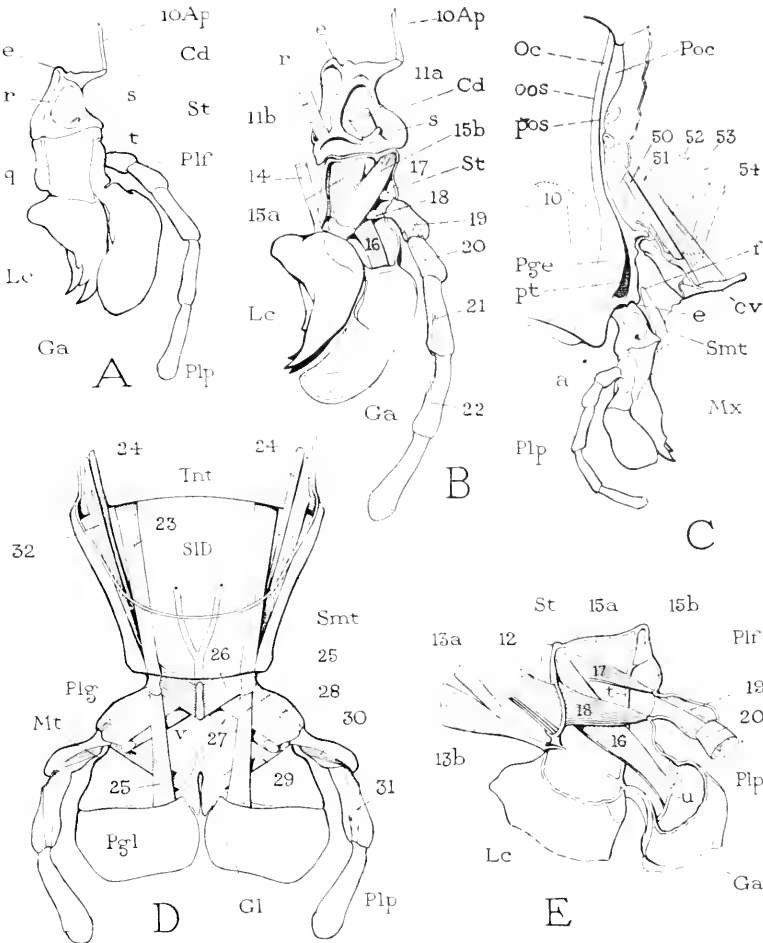 10Ap
e
Cd
r
s
St
t
q
Plf
Lc
Ga
Plp
A
e
10Ap
r
11a
Cd
11b
s
15b
14
17
St
18
15a
19
16
20
Lc
21
Ga
22
B
Oc
Poc
oos
pos
50
52
53
51
54
10
Pge
f
pt
e
cv
Smt
a
Mx
Plp
C
24
24
Tnt
23
32
SlD
Smt
26
25
Plg
28
Mt
30
v
27
25
29
31
Pgl
Gl
Plp
D
St
15a
15b
13a
12
Plf
17
t
19
18
20
16
13b
Plp
u
Lc
Ga
E